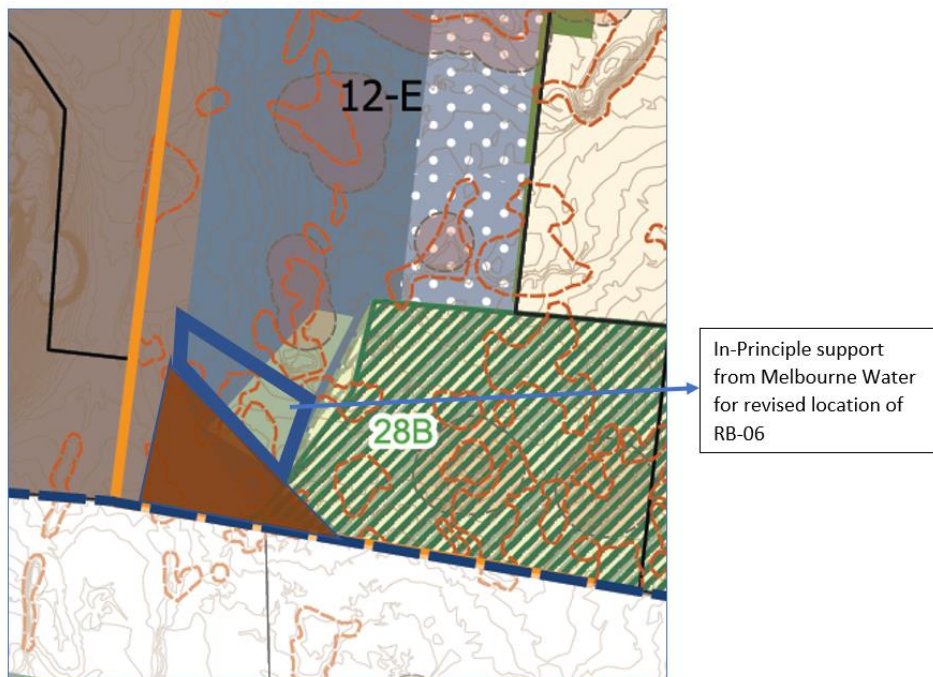 12-E
In-Principle support
from Melbourne Water
for revised location of
RB-06
28B